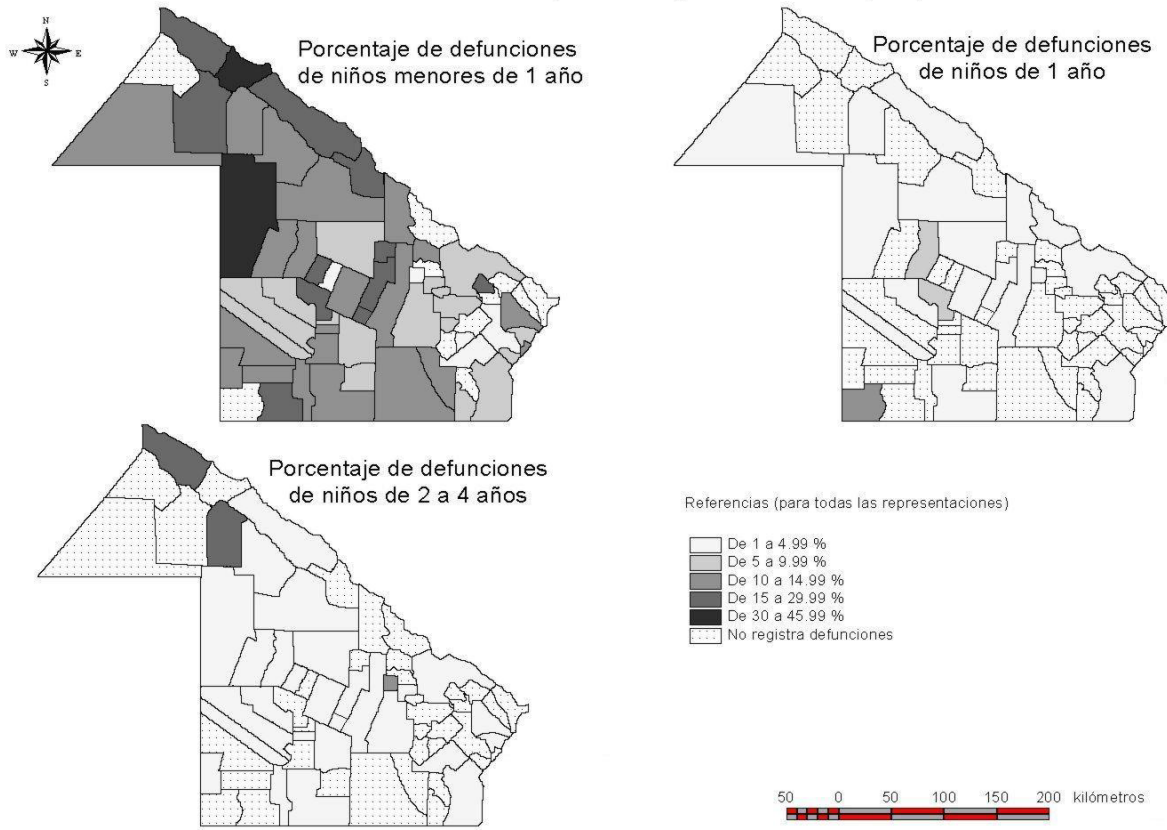 N
W E
S
Porcentaje de defunciones
de niños menores de 1 año
Porcentaje de defunciones
de niños de 1 año
Porcentaje de defunciones
de niños de 2 a 4 años
Referencias (para todas las representaciones)
De 1 a 4.99 %
De 5 a 9.99 %
De 10 a 14.99 %
De 15 a 29.99 %
De 30 a 45.99 %
No registra defunciones
50 0 50 100 150 200 kilómetros